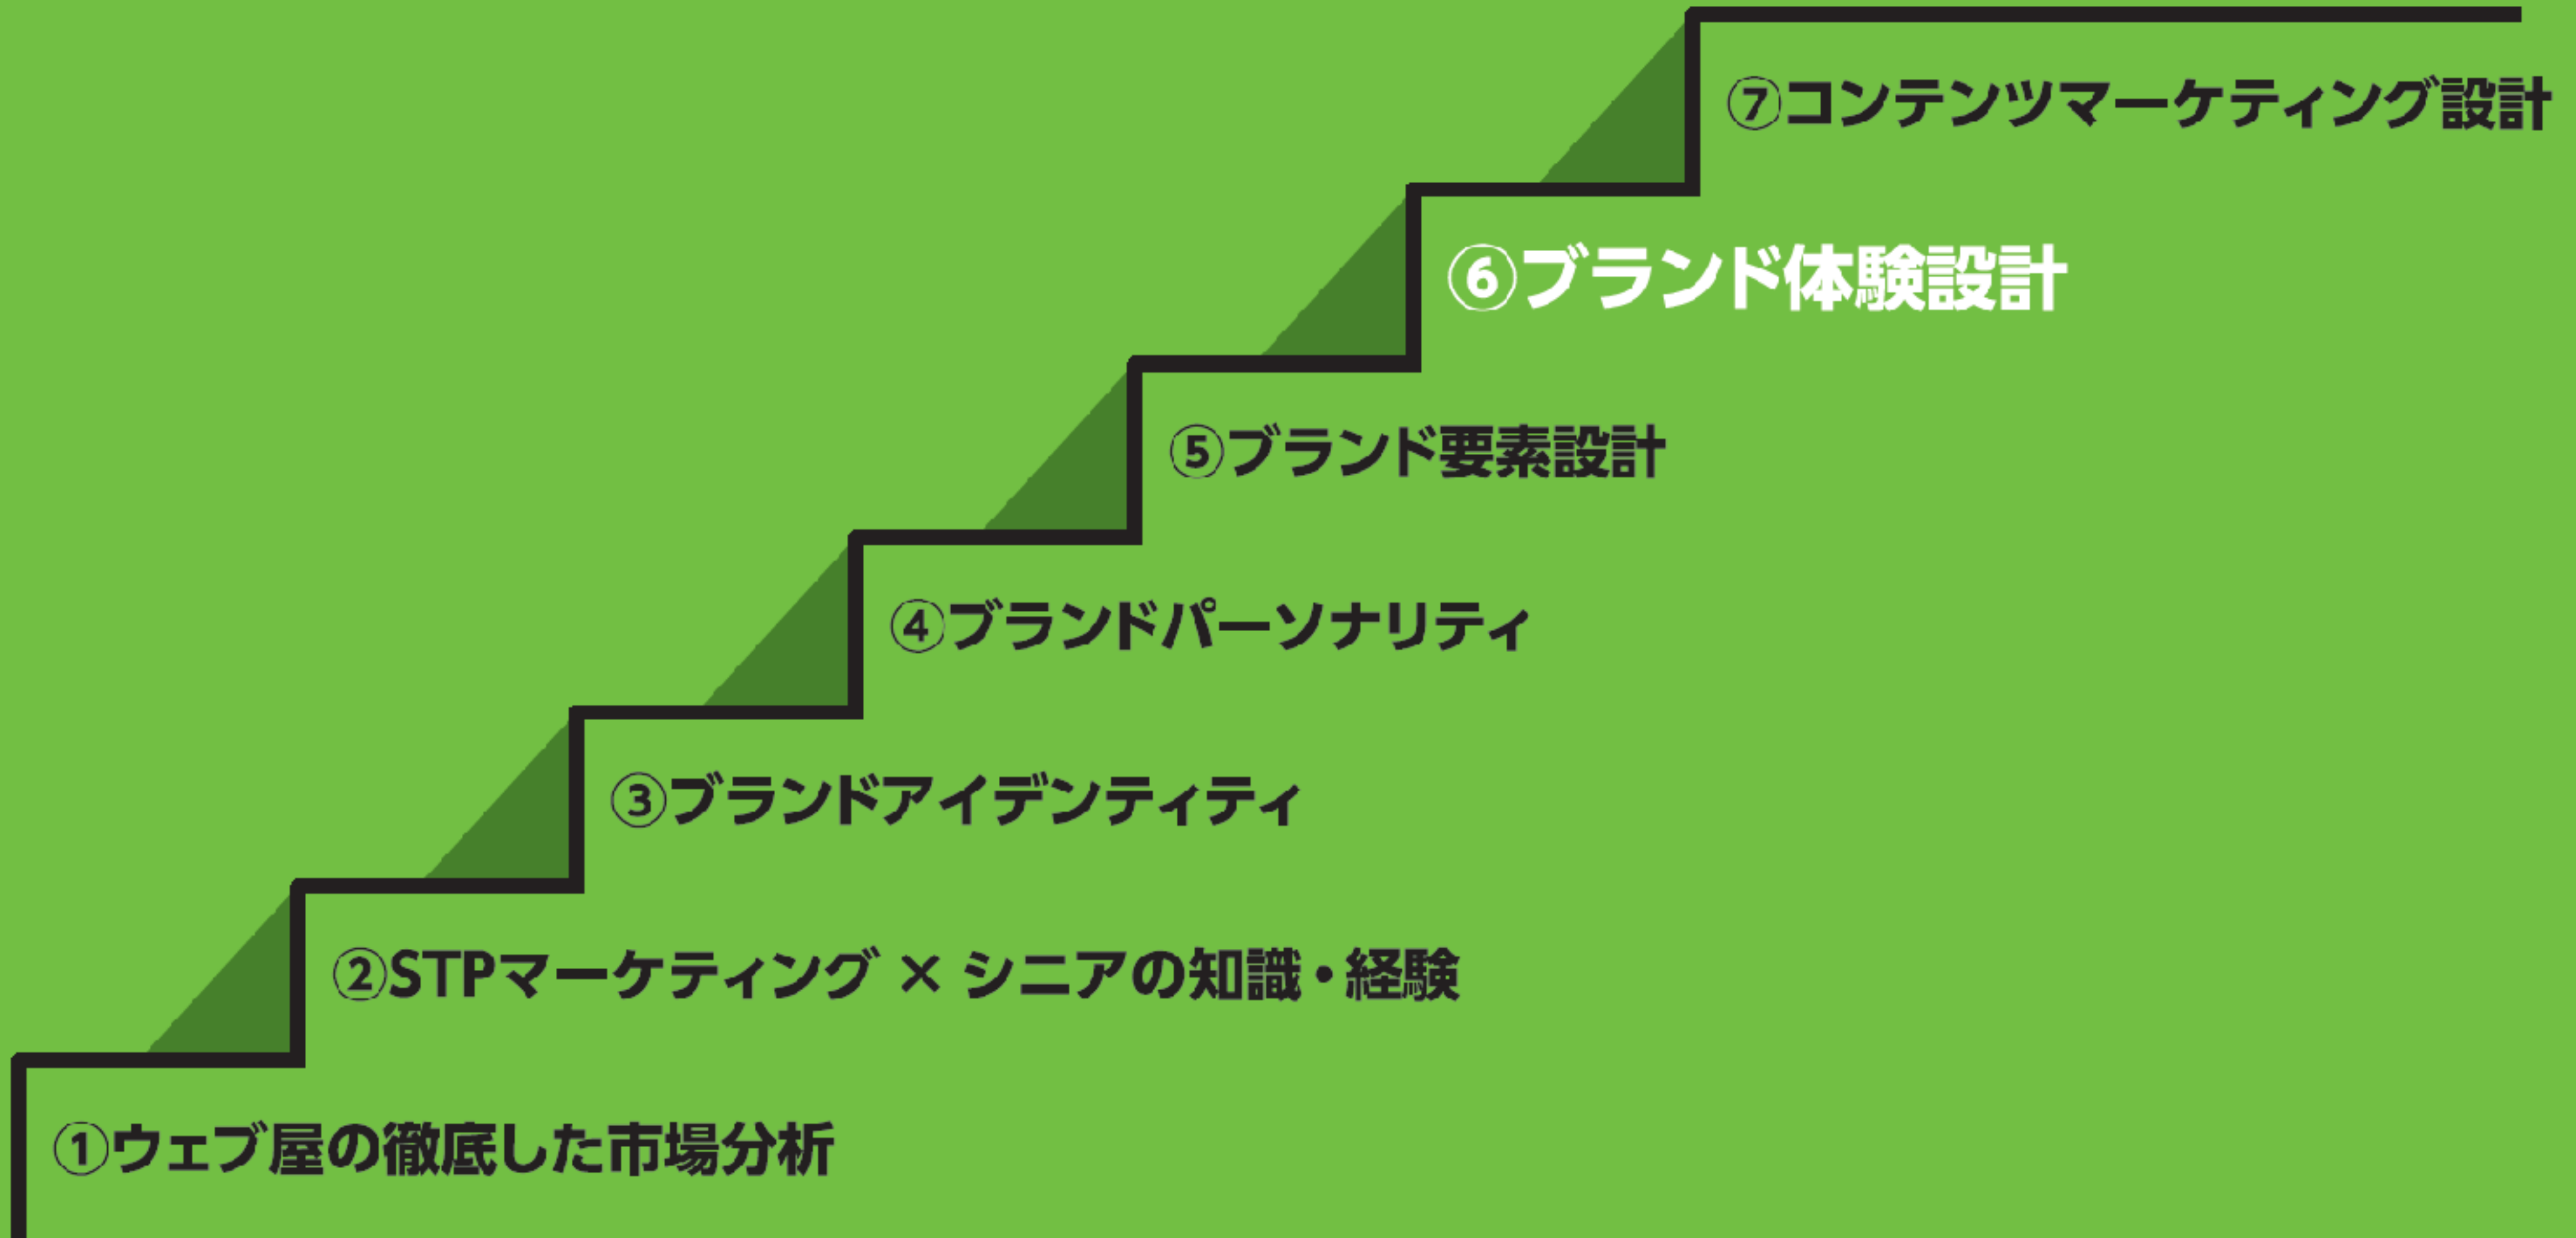 ⑦コンテンツマーケティング設計
⑥ブランド体験設計
⑤ブランド要素設計
④ブランドパーソナリティ
③ブランドアイデンティティ
②STPマーケティング × シニアの知識・経験
①ウェブ屋の徹底した市場分析